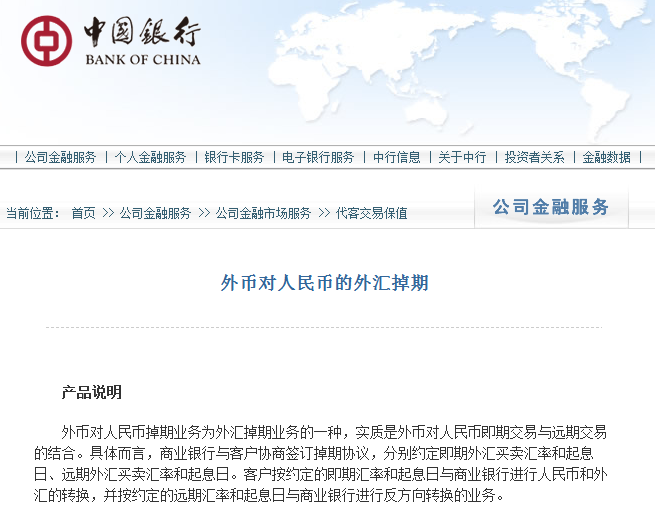 中国银行
BANK OF CHINA
| 公司金融服务 | 个人金融服务 | 银行卡服务 | 电子银行服务 | 中行信息 | 关于中行 | 投资者关系 | 金融数据 |
当前位置： 首页 >> 公司金融服务 >> 公司金融市场服务 >> 代客交易保值
公司金融服务
外币对人民币的外汇掉期
产品说明
外币对人民币掉期业务为外汇掉期业务的一种，实质是外币对人民币即期交易与远期交易
的结合。具体而言，商业银行与客户协商签订掉期协议，分别约定即期外汇买卖汇率和起息
日、远期外汇买卖汇率和起息日。客户按约定的即期汇率和起息日与商业银行进行人民币和外
汇的转换，并按约定的远期汇率和起息日与商业银行进行反方向转换的业务。